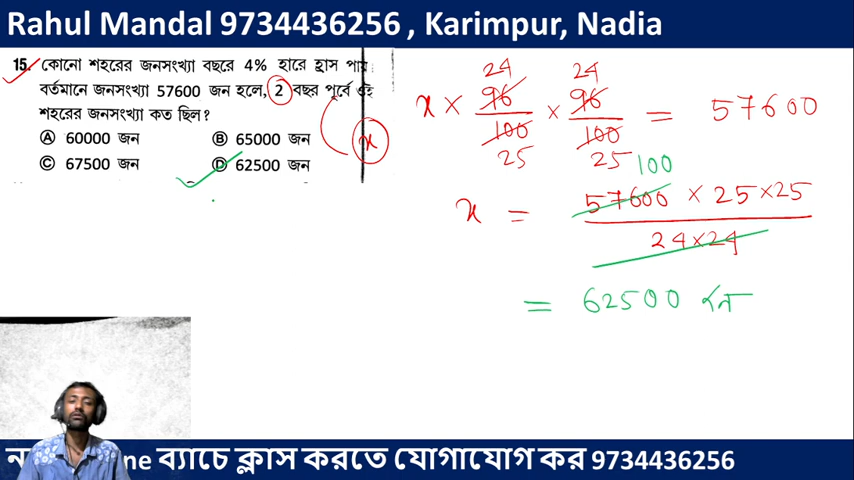 Rahul Mandal 9734436256 , Karimpur, Nadia
15. কোনো শহরের জনসংখ্যা বছরে 4% হারে হ্রাস পায়
বর্তমানে জনসংখ্যা 57600 জন হলে, 2 বছর পূর্বে ওই
শহরের জনসংখ্যা কত ছিল?
Ⓐ 60000 জন Ⓑ 65000 জন
Ⓒ 67500 জন Ⓓ 62500 জন
x
24 24
x × 96/100 × 96/100 = 57600
25 25
100
x = 57600 × 25 × 25 / 24 × 24
= 62500 জন
ne ব্যাচে ক্লাস করতে যোগাযোগ কর 9734436256